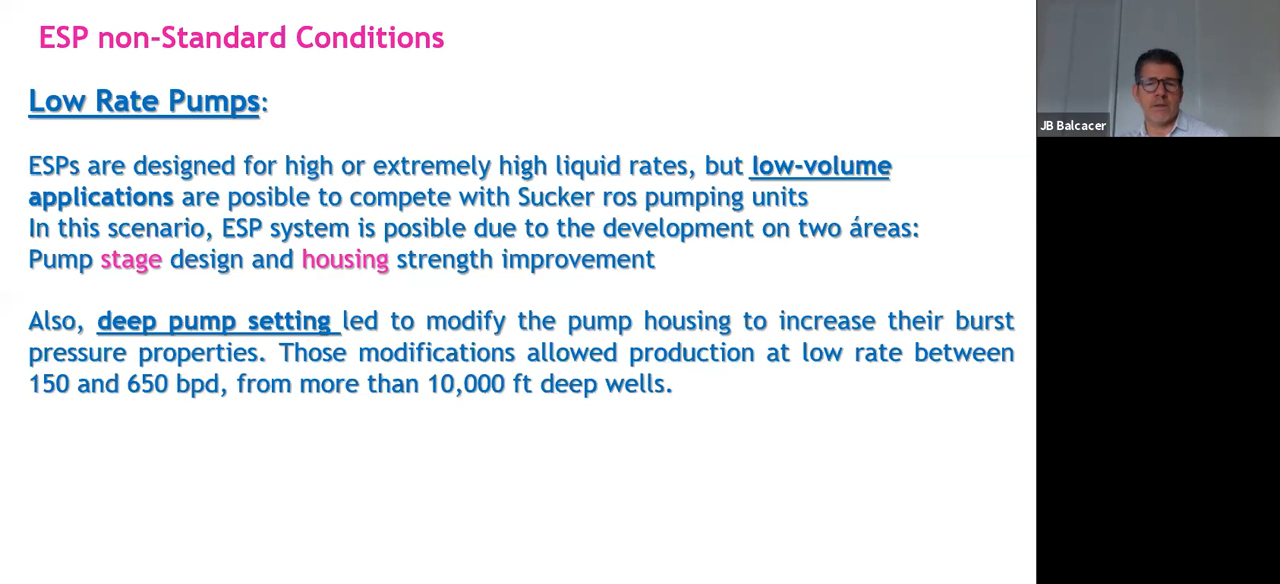 ESP non-Standard Conditions
Low Rate Pumps:
ESPs are designed for high or extremely high liquid rates, but low-volume
applications are posible to compete with Sucker ros pumping units
In this scenario, ESP system is posible due to the development on two áreas:
Pump stage design and housing strength improvement
Also, deep pump setting led to modify the pump housing to increase their burst
pressure properties. Those modifications allowed production at low rate between
150 and 650 bpd, from more than 10,000 ft deep wells.
JB Balcacer